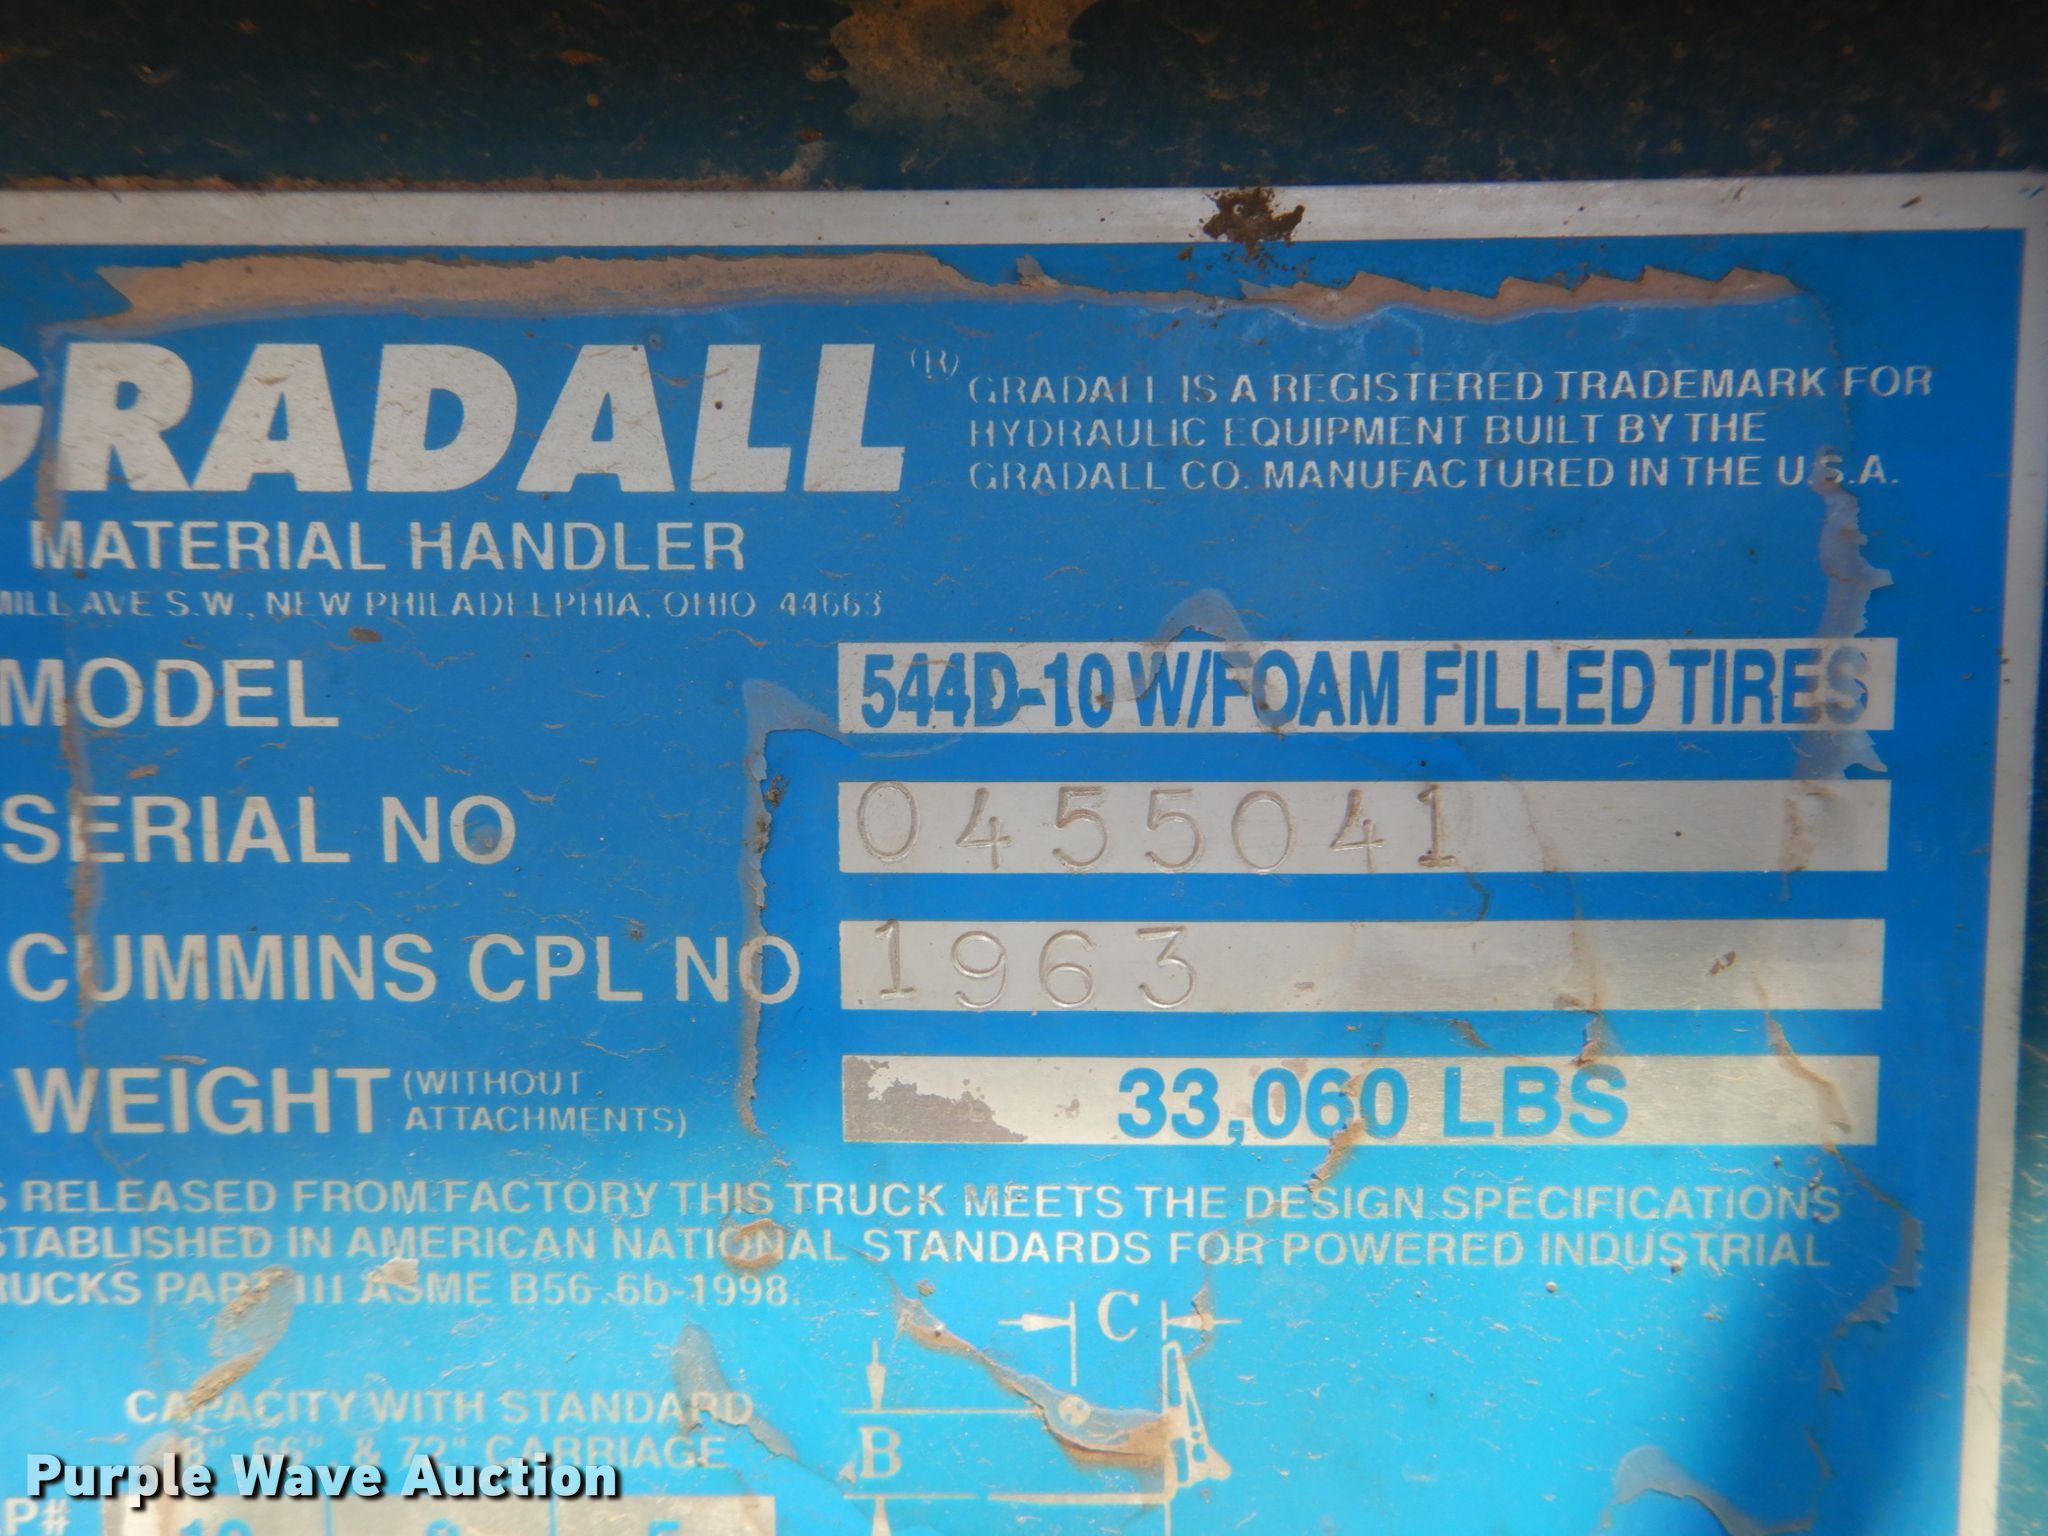 GRADALL (R)
GRADALL IS A REGISTERED TRADEMARK FOR
HYDRAULIC EQUIPMENT BUILT BY THE
GRADALL CO. MANUFACTURED IN THE U.S.A.
MATERIAL HANDLER
MILL AVE S.W., NEW PHILADELPHIA, OHIO 44663
MODEL 544D-10 W/FOAM FILLED TIRES
SERIAL NO 0455041
CUMMINS CPL NO 1963
WEIGHT (WITHOUT ATTACHMENTS) 33,060 LBS
S RELEASED FROM FACTORY THIS TRUCK MEETS THE DESIGN SPECIFICATIONS
STABLISHED IN AMERICAN NATIONAL STANDARDS FOR POWERED INDUSTRIAL
RUCKS PART III ASME B56.6b-1998.
C
B
CAPACITY WITH STANDARD
48" 66" & 72" CARRIAGE
Purple Wave Auction